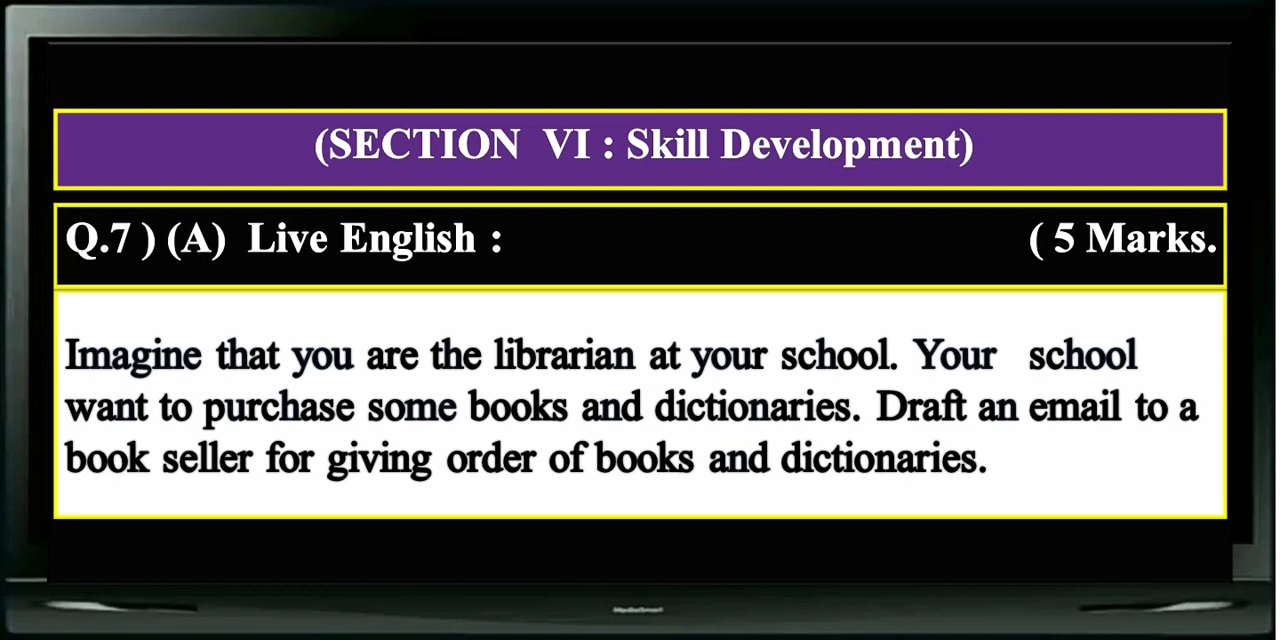 (SECTION VI : Skill Development)
Q.7 ) (A) Live English : ( 5 Marks.
Imagine that you are the librarian at your school. Your school
want to purchase some books and dictionaries. Draft an email to a
book seller for giving order of books and dictionaries.
MediaSmart